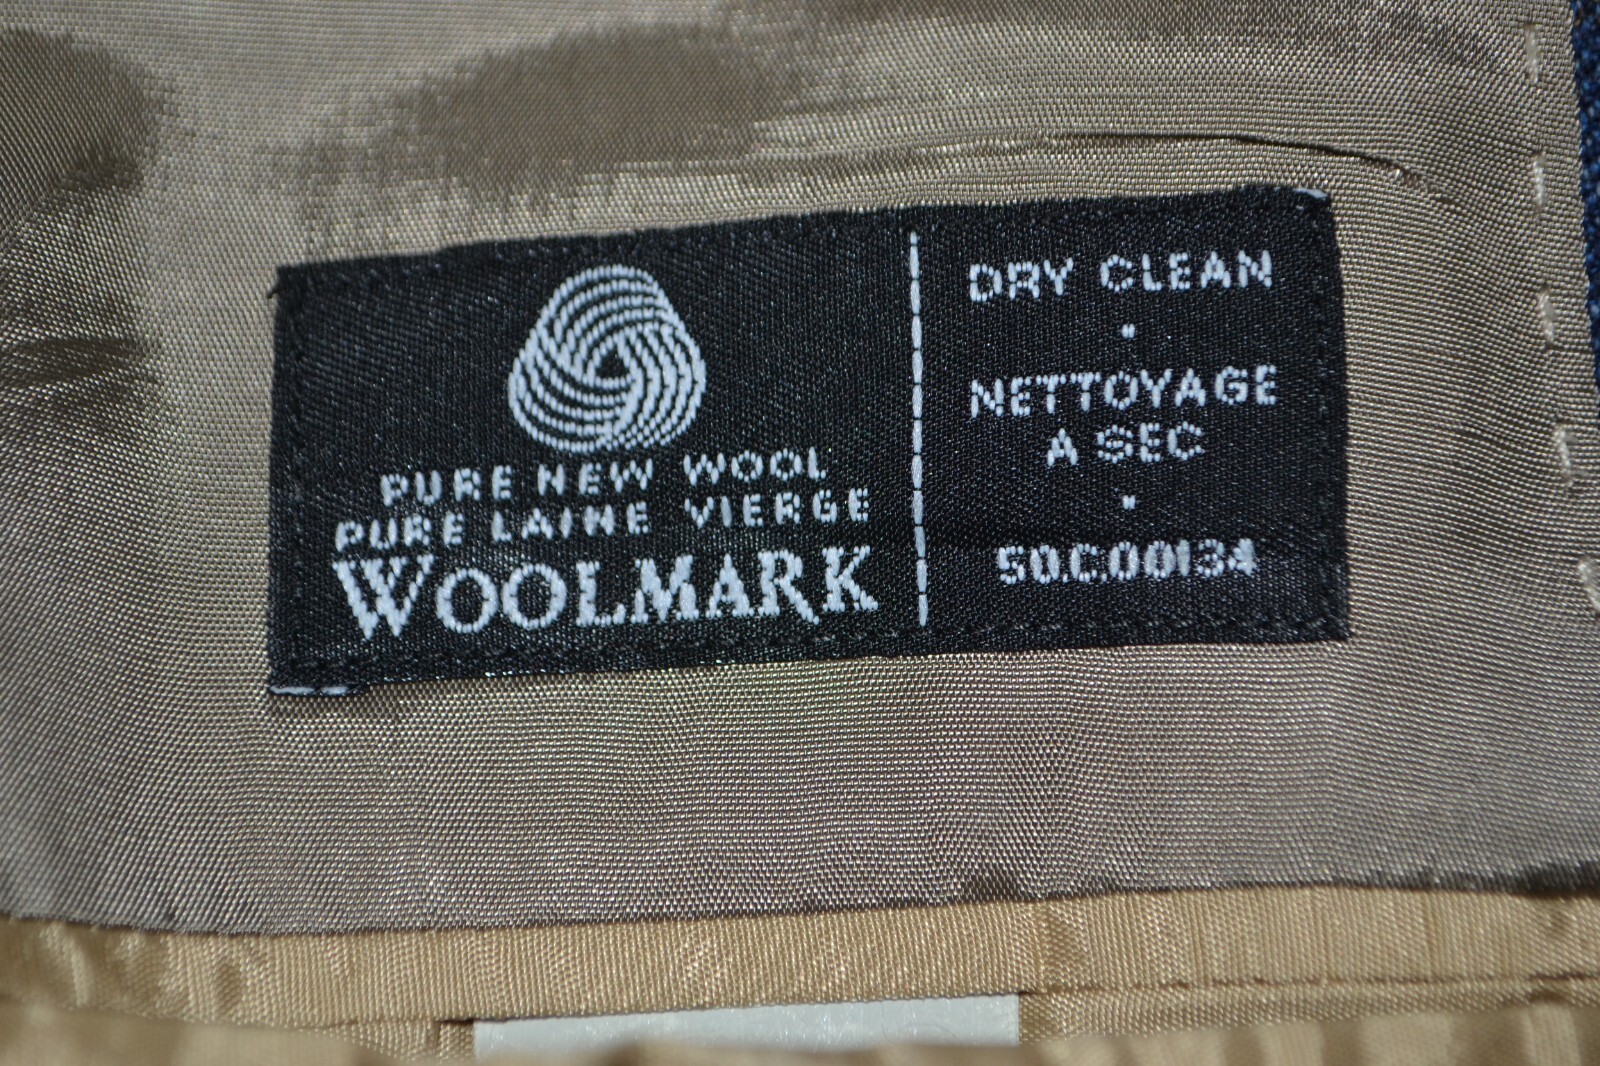 PURE NEW WOOL
PURE LAINE VIERGE
WOOLMARK
DRY CLEAN
•
NETTOYAGE
A SEC
•
50.C.00134